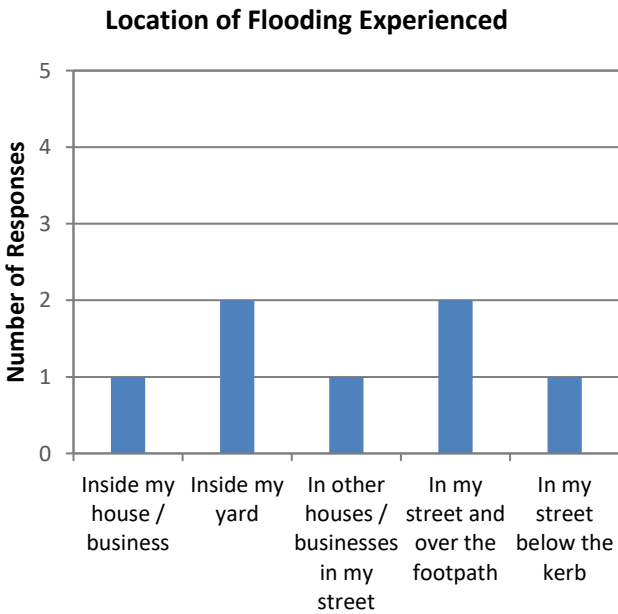 Location of Flooding Experienced
Number of Responses
5
4
3
2
1
0
Inside my
house /
business
Inside my
yard
In other
houses /
businesses
in my
street
In my
street and
over the
footpath
In my
street
below the
kerb